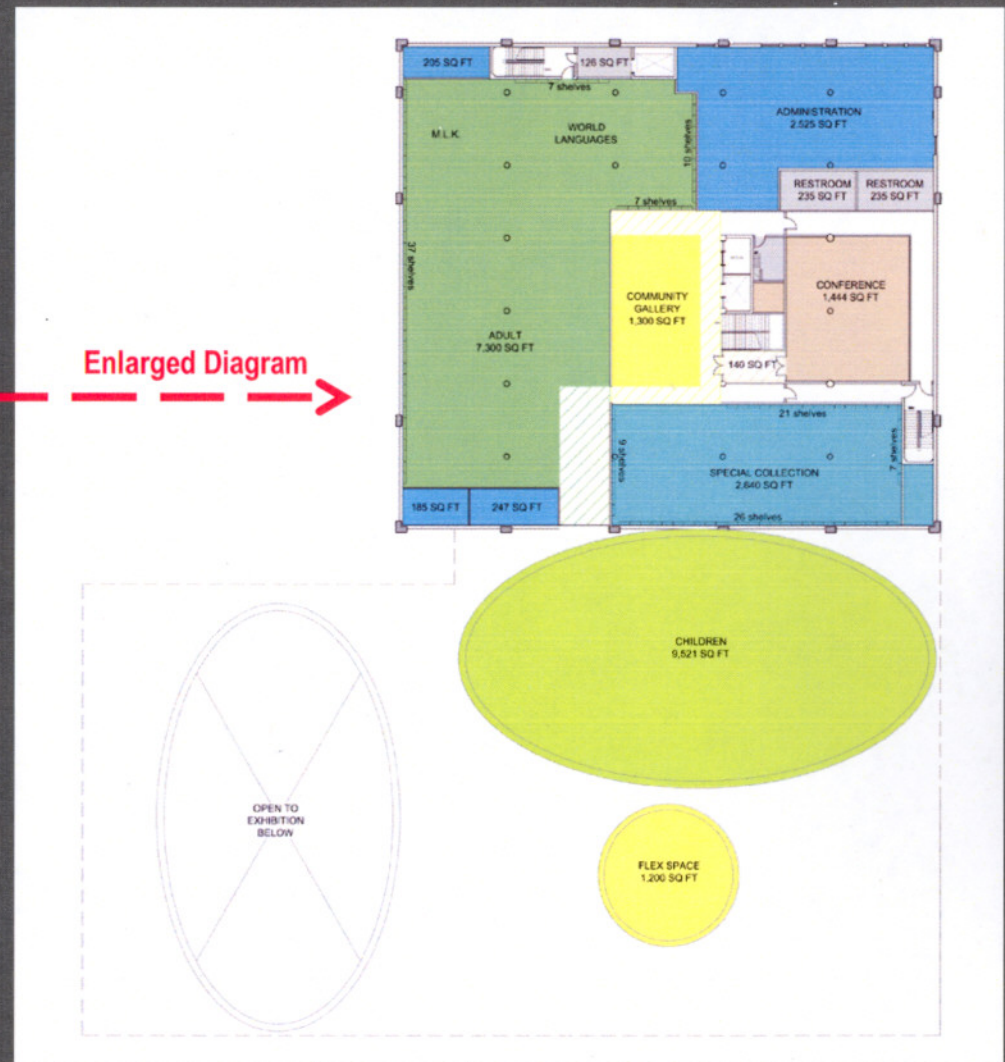 205 SQ FT
126 SQ FT
7 shelves
M.L.K.
WORLD
LANGUAGES
10 shelves
ADMINISTRATION
2,525 SQ FT
RESTROOM
235 SQ FT
RESTROOM
235 SQ FT
7 shelves
37 shelves
COMMUNITY
GALLERY
1,300 SQ FT
CONFERENCE
1,444 SQ FT
ADULT
7,300 SQ FT
140 SQ FT
Enlarged Diagram
21 shelves
9 shelves
7 shelves
SPECIAL COLLECTION
2,640 SQ FT
26 shelves
185 SQ FT
247 SQ FT
CHILDREN
9,521 SQ FT
OPEN TO
EXHIBITION
BELOW
FLEX SPACE
1,200 SQ FT